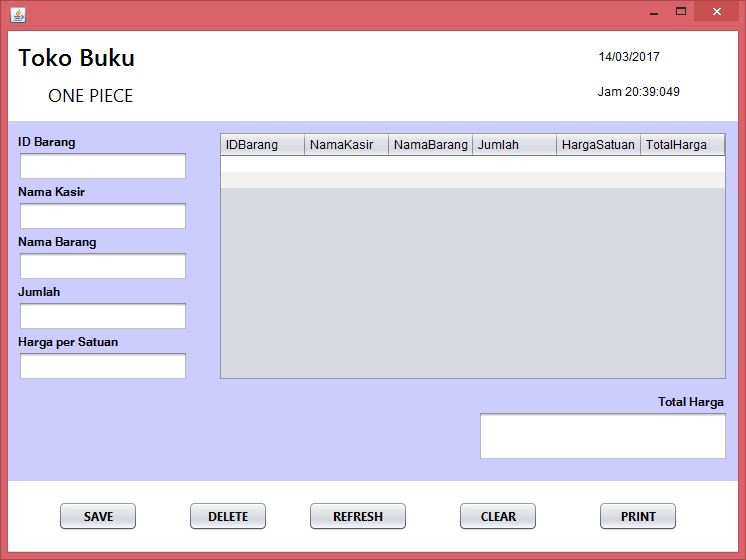 Toko Buku
14/03/2017
ONE PIECE
Jam 20:39:049
ID Barang
IDBarang NamaKasir NamaBarang Jumlah HargaSatuan TotalHarga
Nama Kasir
Nama Barang
Jumlah
Harga per Satuan
Total Harga
SAVE DELETE REFRESH CLEAR PRINT